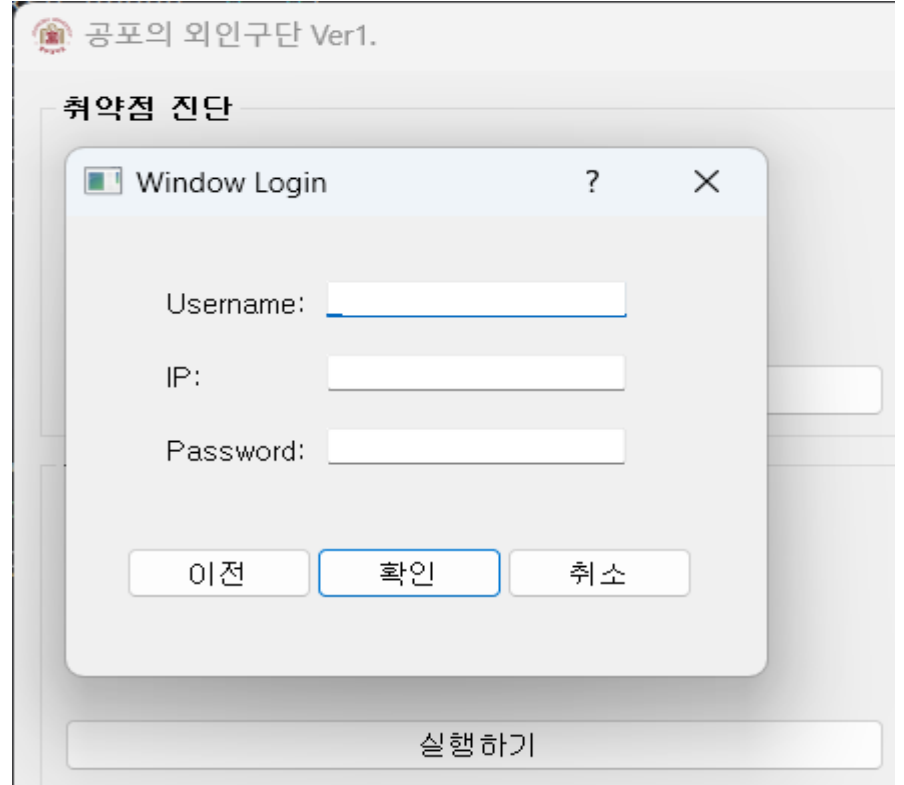 공포의 외인구단 Ver1.
취약점 진단
Window Login
?
Username:
IP:
Password:
이전 확인 취소
실행하기